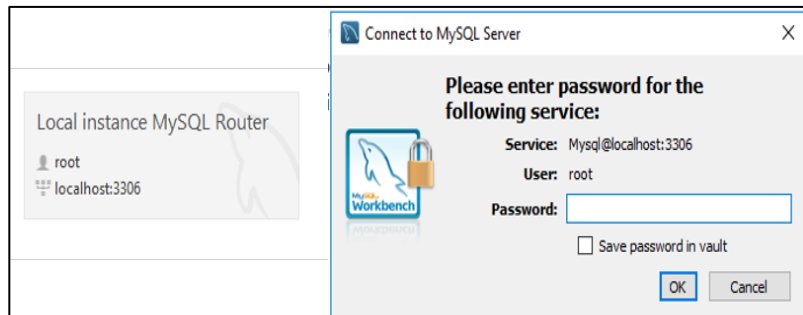 Local instance MySQL Router
root
localhost:3306
Connect to MySQL Server
Please enter password for the
following service:
Service: Mysql@localhost:3306
User: root
Password:
MySQL
Workbench
Save password in vault
OK
Cancel